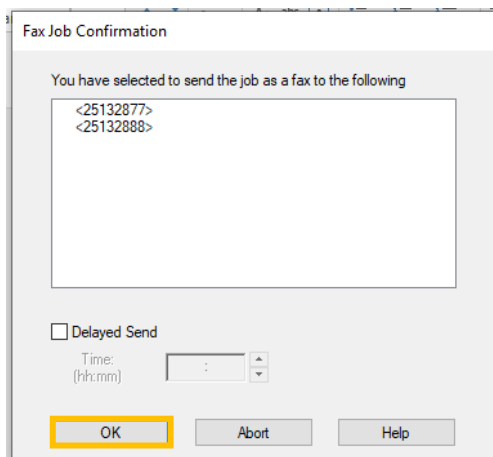 Fax Job Confirmation
You have selected to send the job as a fax to the following
<25132877>
<25132888>
Delayed Send
Time:
(hh:mm)
:
OK
Abort
Help